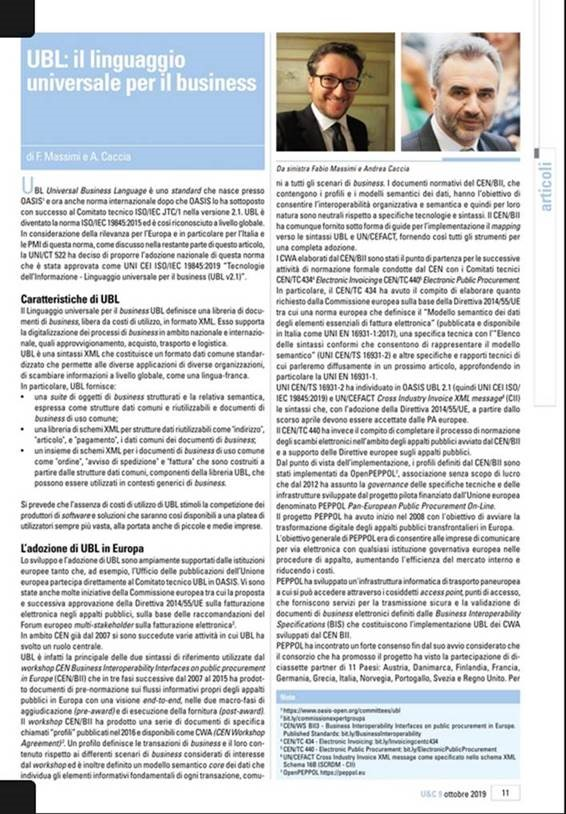 UBL: il linguaggio
universale per il business
di F. Massimi e A. Caccia
Da sinistra Fabio Massimi e Andrea Caccia
articoli
UBL Universal Business Language è uno standard che nasce presso
OASIS¹ e ora anche norma internazionale dopo che OASIS lo ha sottoposto
con successo al Comitato tecnico ISO/IEC JTC/1 nella versione 2.1. UBL è
diventato la norma ISO/IEC 19845:2015 ed è così riconosciuto a livello globale.
In considerazione della rilevanza per l'Europa e in particolare per l'Italia e
le PMI di questa norma, come discusso nella restante parte di questo articolo,
la UNI/CT 522 ha deciso di proporre l'adozione nazionale di questa norma
che è stata approvata come UNI CEI ISO/IEC 19845:2019 "Tecnologie
dell'Informazione - Linguaggio universale per il business (UBL v2.1)".
Caratteristiche di UBL
Il Linguaggio universale per il business UBL definisce una libreria di docu-
menti di business, libera da costi di utilizzo, in formato XML. Esso supporta
la digitalizzazione dei processi di business in ambito nazionale e internazio-
nale, quali approvvigionamento, acquisto, trasporto e logistica.
UBL è una sintassi XML che costituisce un formato dati comune standar-
dizzato che permette alle diverse applicazioni di diverse organizzazioni,
di scambiare informazioni a livello globale, come una lingua-franca.
In particolare, UBL fornisce:
• una suite di oggetti di business strutturati e la relativa semantica,
espressa come strutture dati comuni e riutilizzabili e documenti di
business di uso comune;
• una libreria di schemi XML per strutture dati riutilizzabili come "indirizzo",
"articolo", e "pagamento", i dati comuni dei documenti di business;
• un insieme di schemi XML per i documenti di business di uso comune
come "ordine", "avviso di spedizione" e "fattura" che sono costruiti a
partire dalle strutture dati comuni, componenti della libreria UBL, che
possono essere utilizzati in contesti generici di business.
Si prevede che l'assenza di costi di utilizzo di UBL stimoli la competizione dei
produttori di software e soluzioni che saranno così disponibili a una platea di
utilizzatori sempre più vasta, alla portata anche di piccole e medie imprese.
L'adozione di UBL in Europa
Lo sviluppo e l'adozione di UBL sono ampiamente supportati dalle istituzioni
europee tanto che, ad esempio, l'Ufficio delle pubblicazioni dell'Unione
europea partecipa direttamente al Comitato tecnico UBL in OASIS. Vi sono
state anche molte iniziative della Commissione europea tra cui la proposta
e successiva approvazione della Direttiva 2014/55/UE sulla fatturazione
elettronica negli appalti pubblici, sulla base delle raccomandazioni del
Forum europeo multi-stakeholder sulla fatturazione elettronica².
In ambito CEN già dal 2007 si sono succedute varie attività in cui UBL ha
svolto un ruolo centrale.
UBL è infatti la principale delle due sintassi di riferimento utilizzate dal
workshop CEN Business Interoperability Interfaces on public procurement
in Europe (CEN/BII) che in tre fasi successive dal 2007 al 2015 ha prodot-
to documenti di pre-normazione sui flussi informativi propri degli appalti
pubblici in Europa con una visione end-to-end, nelle due macro-fasi di
aggiudicazione (pre-award) e di esecuzione della fornitura (post-award).
Il workshop CEN/BII ha prodotto una serie di documenti di specifica
chiamati "profili" pubblicati nel 2016 e disponibili come CWA (CEN Workshop
Agreement)³. Un profilo definisce le transazioni di business e il loro con-
tenuto rispetto ai differenti scenari di business considerati di interesse
dal workshop ed è inoltre definito un modello semantico core dei dati che
individua gli elementi informativi fondamentali di ogni transazione, comu-
ni a tutti gli scenari di business. I documenti normativi del CEN/BII, che
contengono i profili e i modelli semantici dei dati, hanno l'obiettivo di
consentire l'interoperabilità organizzativa e semantica e quindi per loro
natura sono neutrali rispetto a specifiche tecnologie e sintassi. Il CEN/BII
ha comunque fornito sotto forma di guide per l'implementazione il mapping
verso le sintassi UBL e UN/CEFACT, fornendo così tutti gli strumenti per
una completa adozione.
I CWA elaborati dal CEN/BII sono stati il punto di partenza per le successive
attività di normazione formale condotte dal CEN con i Comitati tecnici
CEN/TC 434⁴ Electronic Invoicing e CEN/TC 440⁵ Electronic Public Procurement.
In particolare, il CEN/TC 434 ha avuto il compito di elaborare quanto
richiesto dalla Commissione europea sulla base della Direttiva 2014/55/UE
tra cui una norma europea che definisce il "Modello semantico dei dati
degli elementi essenziali di fattura elettronica" (pubblicata e disponibile
in Italia come UNI EN 16931-1:2017), una specifica tecnica con l'"Elenco
delle sintassi conformi che consentono di rappresentare il modello
semantico" (UNI CEN/TS 16931-2) e altre specifiche e rapporti tecnici di
cui parleremo diffusamente in un prossimo articolo, approfondendo in
particolare la UNI EN 16931-1.
UNI CEN/TS 16931-2 ha individuato in OASIS UBL 2.1 (quindi UNI CEI ISO/
IEC 19845:2019) e UN/CEFACT Cross Industry Invoice XML message⁶ (CII)
le sintassi che, con l'adozione della Direttiva 2014/55/UE, a partire dallo
scorso aprile devono essere accettate dalle PA europee.
Il CEN/TC 440 ha invece il compito di completare il processo di normazione
degli scambi elettronici nell'ambito degli appalti pubblici avviato dal CEN/BII
e a supporto delle Direttive europee sugli appalti pubblici.
Dal punto di vista dell'implementazione, i profili definiti dal CEN/BII sono
stati implementati da OpenPEPPOL⁷, associazione senza scopo di lucro
che dal 2012 ha assunto la governance delle specifiche tecniche e delle
infrastrutture sviluppate dal progetto pilota finanziato dall'Unione europea
denominato PEPPOL Pan-European Public Procurement On-Line.
Il progetto PEPPOL ha avuto inizio nel 2008 con l'obiettivo di avviare la
trasformazione digitale degli appalti pubblici transfrontalieri in Europa.
L'obiettivo generale di PEPPOL era di consentire alle imprese di comunicare
per via elettronica con qualsiasi istituzione governativa europea nelle
procedure di appalto, aumentando l'efficienza del mercato interno e
riducendo i costi.
PEPPOL ha sviluppato un'infrastruttura informatica di trasporto paneuropea
a cui si può accedere attraverso i cosiddetti access point, punti di accesso,
che forniscono servizi per la trasmissione sicura e la validazione di
documenti di business elettronici definiti dalle Business Interoperability
Specifications (BIS) che costituiscono l'implementazione UBL dei CWA
sviluppati dal CEN BII.
PEPPOL ha incontrato un forte consenso fin dal suo avvio considerato che
il consorzio che ha promosso il progetto ha visto la partecipazione di di-
ciassette partner di 11 Paesi: Austria, Danimarca, Finlandia, Francia,
Germania, Grecia, Italia, Norvegia, Portogallo, Svezia e Regno Unito. Per
Note
¹ https://www.oasis-open.org/committees/ubl
² bit.ly/commissionexpertgroups
³ CEN/WS BII3 - Business Interoperability Interfaces on public procurement in Europe.
Published Standards: bit.ly/BusinessInteroperability
⁴ CEN/TC 434 - Electronic Invoicing: bit.ly/Invoicingcentc434
⁵ CEN/TC 440 - Electronic Public Procurement: bit.ly/ElectronicPublicProcurement
⁶ UN/CEFACT Cross Industry Invoice XML message come specificato nello schema XML
Schema 16B (SCRDM - CII)
⁷ OpenPEPPOL https://peppol.eu
U&C 9 ottobre 2019 11